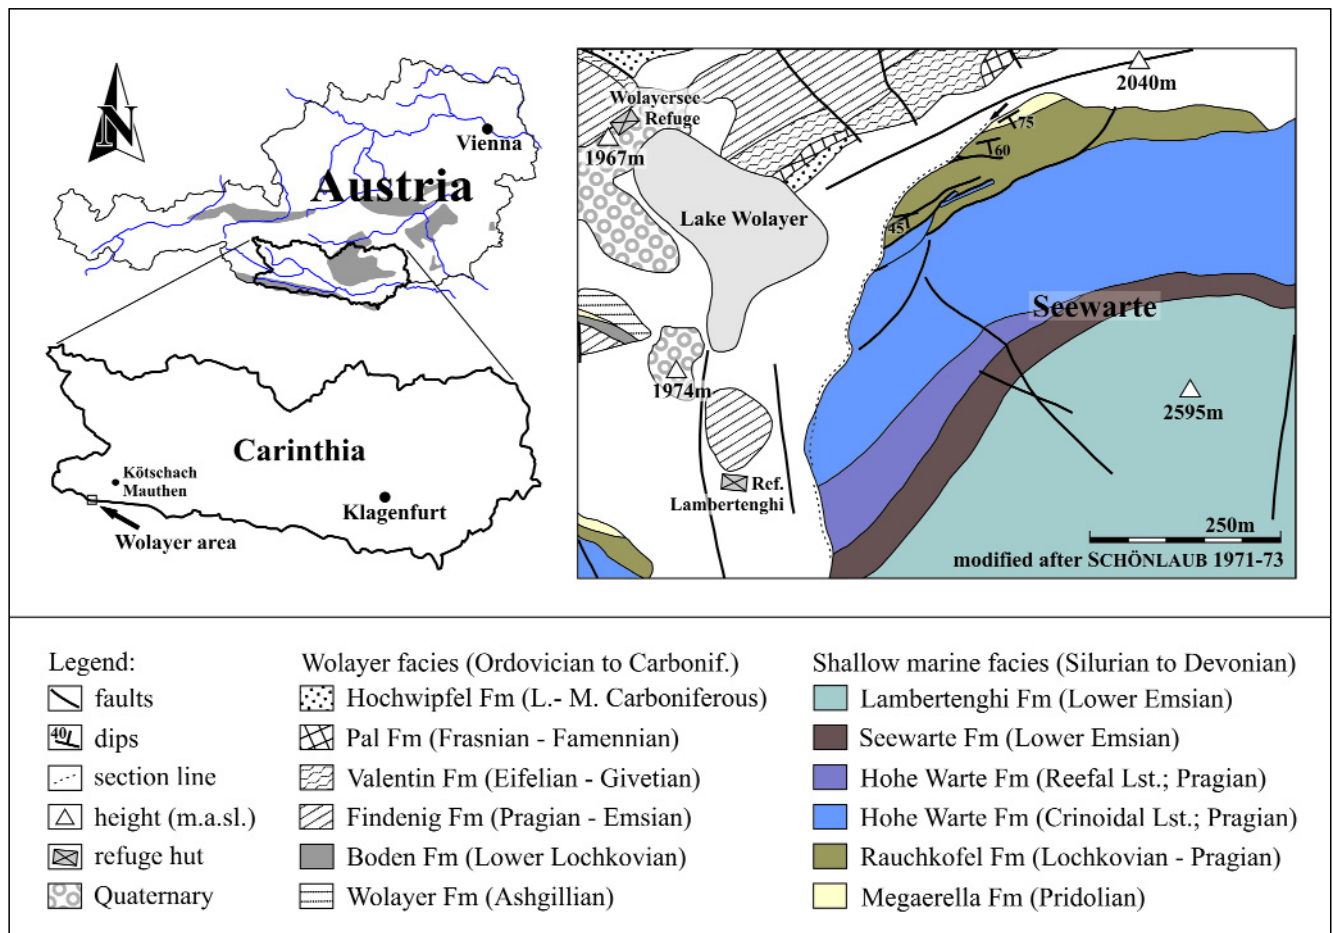 N
Vienna
Austria
Carinthia
Kötschach
Mauthen
Klagenfurt
Wolayer area
Wolayersee
Refuge
1967m
Lake Wolayer
1974m
Ref.
Lambertenghi
2040m
75
60
45
Seewarte
2595m
250m
modified after SCHÖNLAUB 1971-73
Legend:
faults
40
dips
section line
height (m.a.sl.)
refuge hut
Quaternary
Wolayer facies (Ordovician to Carbonif.)
Hochwipfel Fm (L.- M. Carboniferous)
Pal Fm (Frasnian - Famennian)
Valentin Fm (Eifelian - Givetian)
Findenig Fm (Pragian - Emsian)
Boden Fm (Lower Lochkovian)
Wolayer Fm (Ashgillian)
Shallow marine facies (Silurian to Devonian)
Lambertenghi Fm (Lower Emsian)
Seewarte Fm (Lower Emsian)
Hohe Warte Fm (Reefal Lst.; Pragian)
Hohe Warte Fm (Crinoidal Lst.; Pragian)
Rauchkofel Fm (Lochkovian - Pragian)
Megaerella Fm (Pridolian)